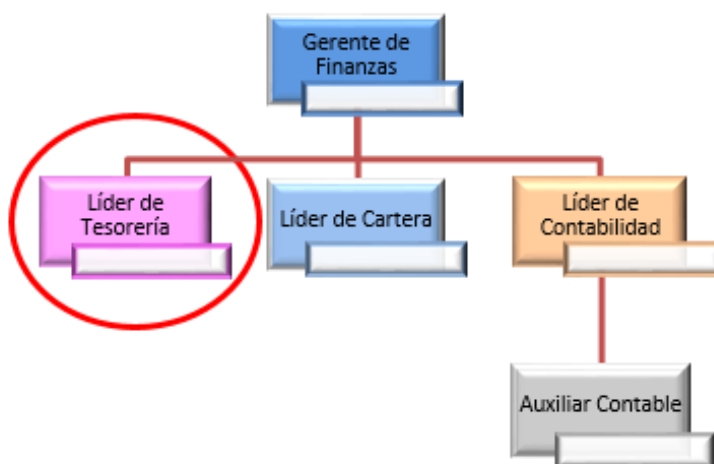 Gerente de
Finanzas
Líder de
Tesorería
Líder de Cartera
Líder de
Contabilidad
Auxiliar Contable